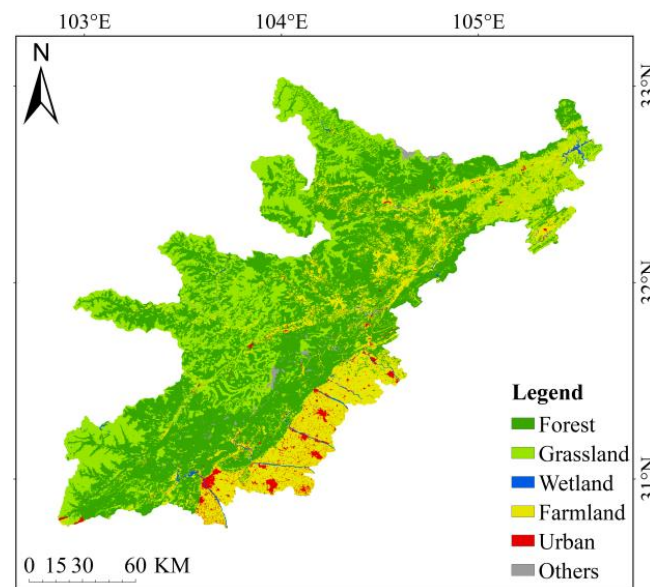 103°E 104°E 105°E
N
33°N
32°N
31°N
Legend
Forest
Grassland
Wetland
Farmland
Urban
Others
0 15 30 60 KM